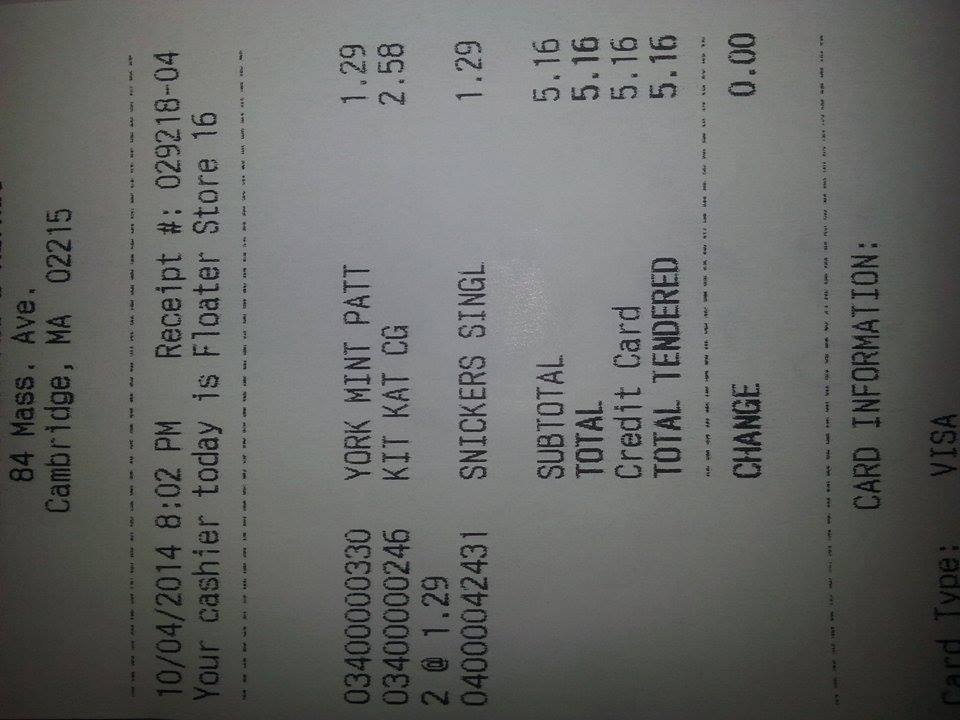 84 Mass. Ave.
Cambridge, MA 02215
10/04/2014 8:02 PM Receipt #: 029218-04
Your cashier today is Floater Store 16
03400000330 YORK MINT PATT 1.29
03400000246 KIT KAT CG 2.58
2 @ 1.29
04000042431 SNICKERS SINGL 1.29
SUBTOTAL 5.16
TOTAL 5.16
Credit Card 5.16
TOTAL TENDERED 5.16
CHANGE 0.00
CARD INFORMATION:
Card Type: VISA